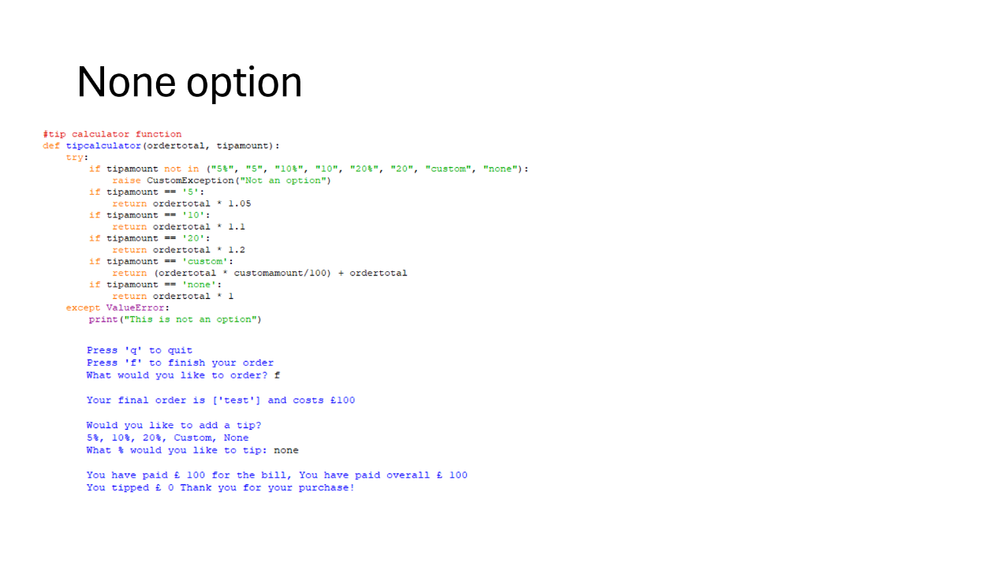 None option
#tip calculator function
def tipcalculator(ordertotal, tipamount):
    try:
        if tipamount not in ("5%", "5", "10%", "10", "20%", "20", "custom", "none"):
            raise CustomException("Not an option")
        if tipamount == '5':
            return ordertotal * 1.05
        if tipamount == '10':
            return ordertotal * 1.1
        if tipamount == '20':
            return ordertotal * 1.2
        if tipamount == 'custom':
            return (ordertotal * customamount/100) + ordertotal
        if tipamount == 'none':
            return ordertotal * 1
    except ValueError:
        print("This is not an option")
Press 'q' to quit
Press 'f' to finish your order
What would you like to order? f
Your final order is ['test'] and costs £100
Would you like to add a tip?
5%, 10%, 20%, Custom, None
What % would you like to tip: none
You have paid £ 100 for the bill, You have paid overall £ 100
You tipped £ 0 Thank you for your purchase!